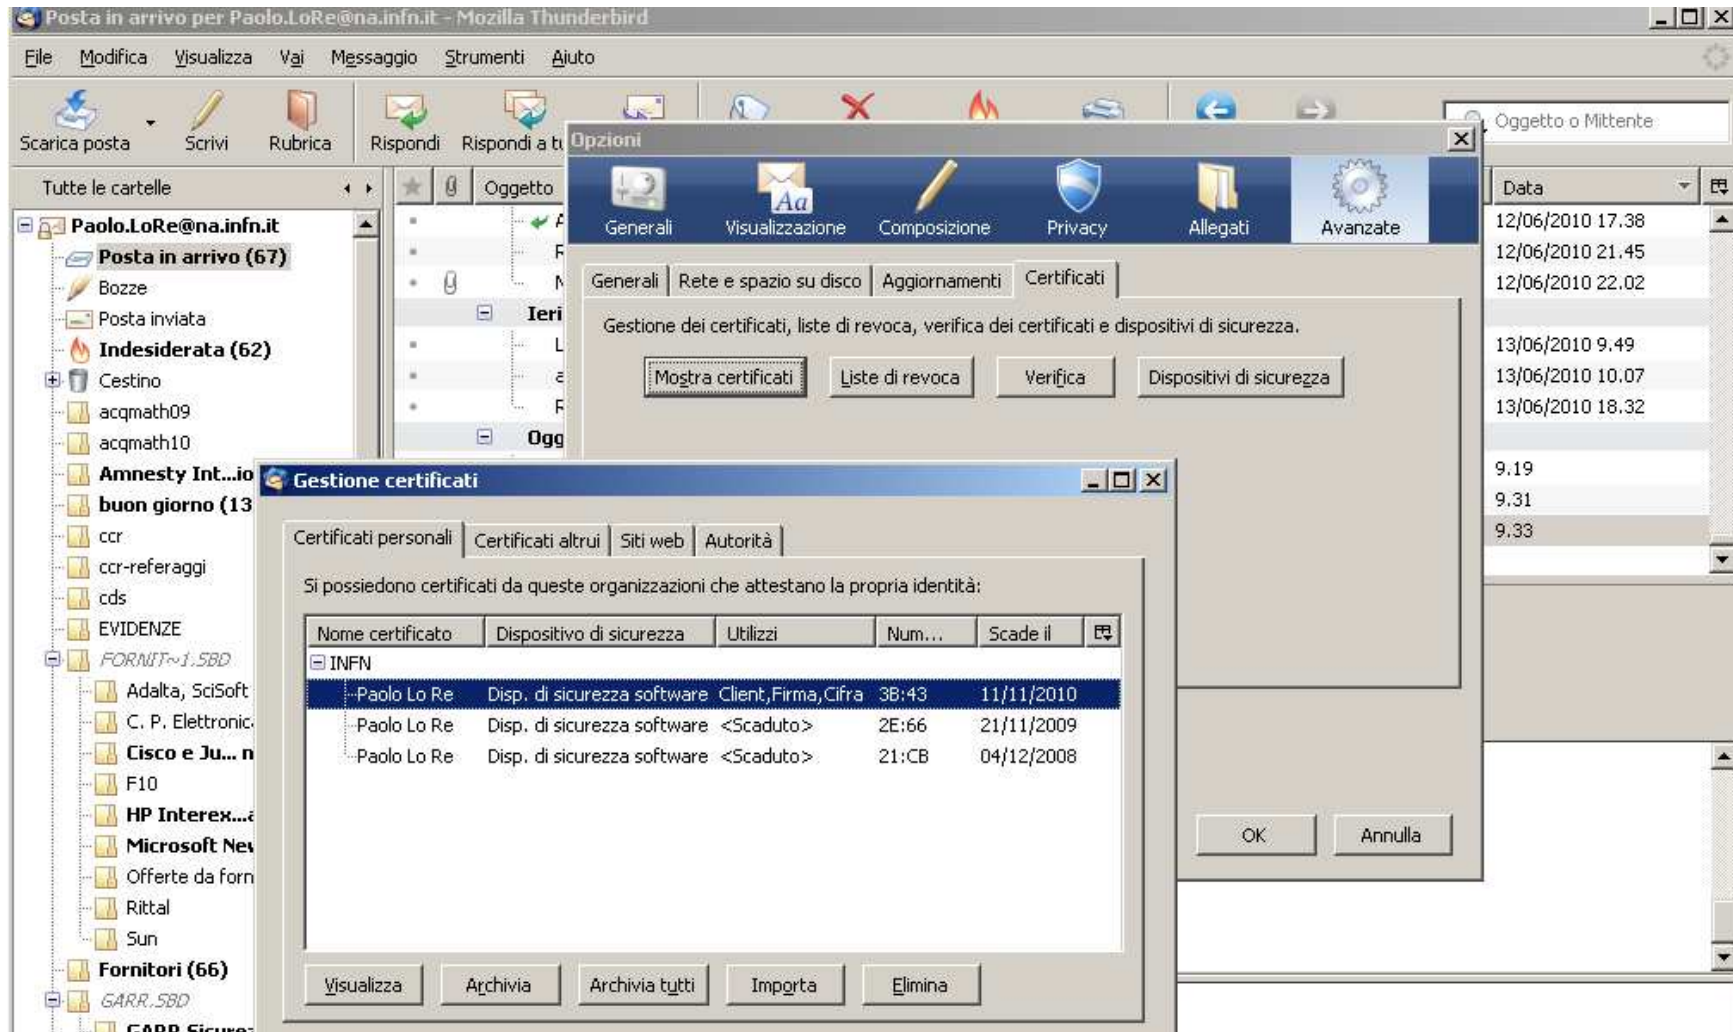 Posta in arrivo per Paolo.LoRe@na.infn.it - Mozilla Thunderbird
File Modifica Visualizza Vai Messaggio Strumenti Aiuto
Scarica posta Scrivi Rubrica Rispondi Rispondi a tu
Oggetto o Mittente
Opzioni
Generali Visualizzazione Composizione Privacy Allegati Avanzate
Generali Rete e spazio su disco Aggiornamenti Certificati
Gestione dei certificati, liste di revoca, verifica dei certificati e dispositivi di sicurezza.
Mostra certificati Liste di revoca Verifica Dispositivi di sicurezza
OK Annulla
Tutte le cartelle
Paolo.LoRe@na.infn.it
Posta in arrivo (67)
Bozze
Posta inviata
Indesiderata (62)
Cestino
acqmath09
acqmath10
Amnesty Int...io
buon giorno (13
ccr
ccr-referaggi
cds
EVIDENZE
FORNIT~1.SBD
Adalta, SciSoft
C. P. Elettronic
Cisco e Ju... n
F10
HP Interex...a
Microsoft New
Offerte da forn
Rittal
Sun
Fornitori (66)
GARR.SBD
GARR Sicurez
Oggetto
A
R
N
Ieri
L
a
R
Ogg
Data
12/06/2010 17.38
12/06/2010 21.45
12/06/2010 22.02
13/06/2010 9.49
13/06/2010 10.07
13/06/2010 18.32
9.19
9.31
9.33
Gestione certificati
Certificati personali Certificati altrui Siti web Autorità
Si possiedono certificati da queste organizzazioni che attestano la propria identità:
Nome certificato Dispositivo di sicurezza Utilizzi Num... Scade il
INFN
Paolo Lo Re Disp. di sicurezza software Client,Firma,Cifra 3B:43 11/11/2010
Paolo Lo Re Disp. di sicurezza software <Scaduto> 2E:66 21/11/2009
Paolo Lo Re Disp. di sicurezza software <Scaduto> 21:CB 04/12/2008
Visualizza Archivia Archivia tutti Importa Elimina